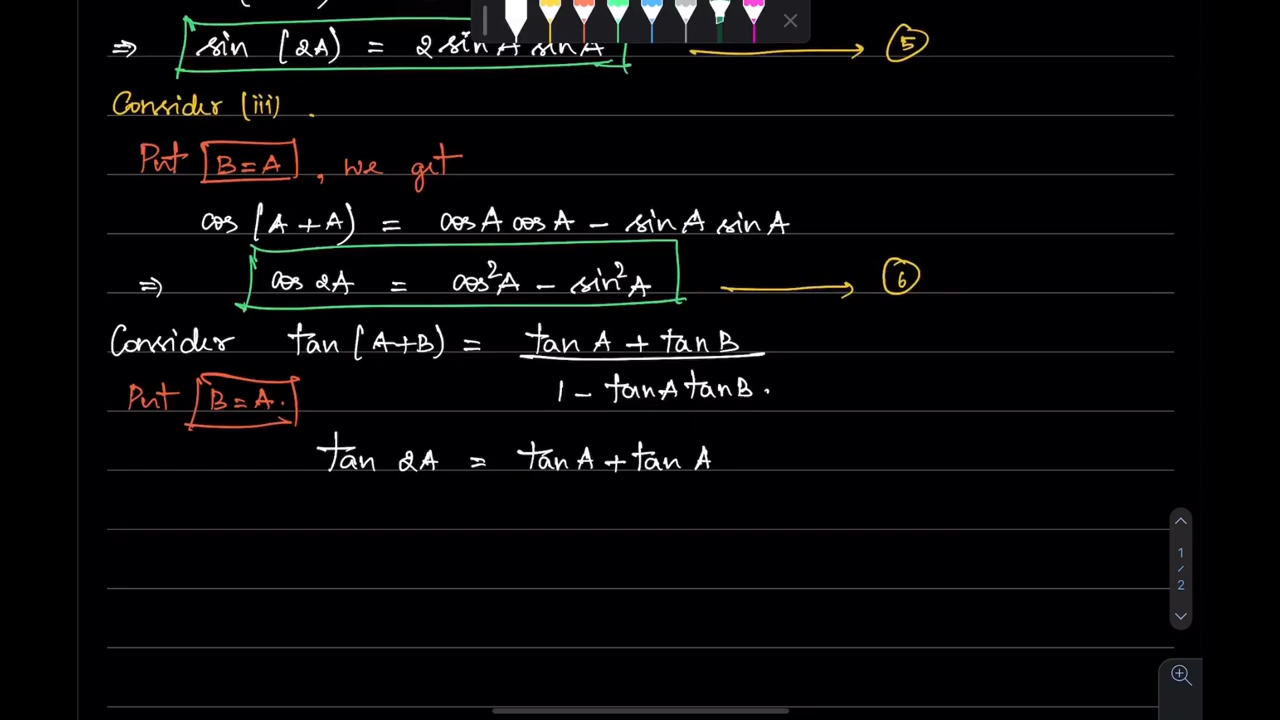 ⇒ sin (2A) = 2 sin A sin A ⟶ 5
Consider (iii) .
Put B = A , we get
cos (A + A) = cos A cos A - sin A sin A
⇒ cos 2A = cos²A - sin²A ⟶ 6
Consider tan (A+B) = tan A + tan B
1 - tan A tan B .
Put B = A .
tan 2A = tan A + tan A
1
/
2